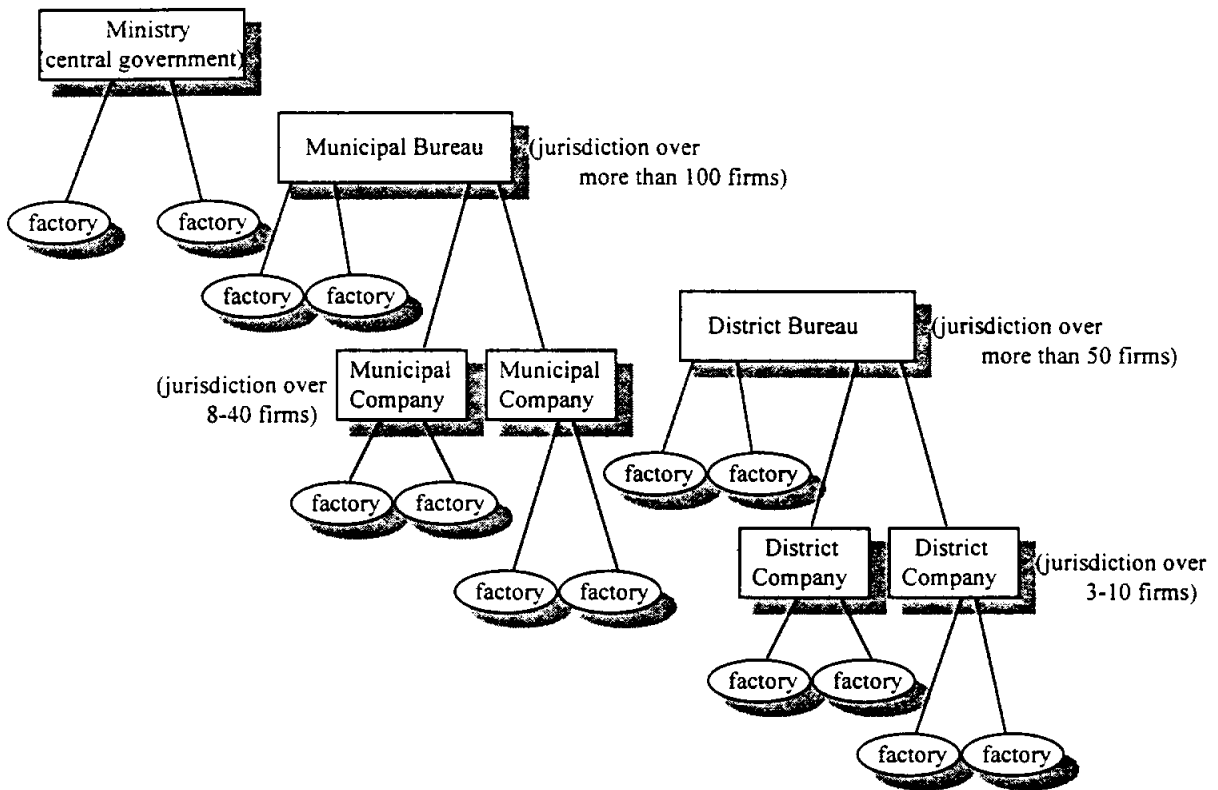 Ministry
(central government)
Municipal Bureau
(jurisdiction over
more than 100 firms)
factory
factory
factory
factory
District Bureau
(jurisdiction over
more than 50 firms)
(jurisdiction over
8-40 firms)
Municipal
Company
Municipal
Company
factory
factory
factory
factory
District
Company
District
Company
(jurisdiction over
3-10 firms)
factory
factory
factory
factory
factory
factory